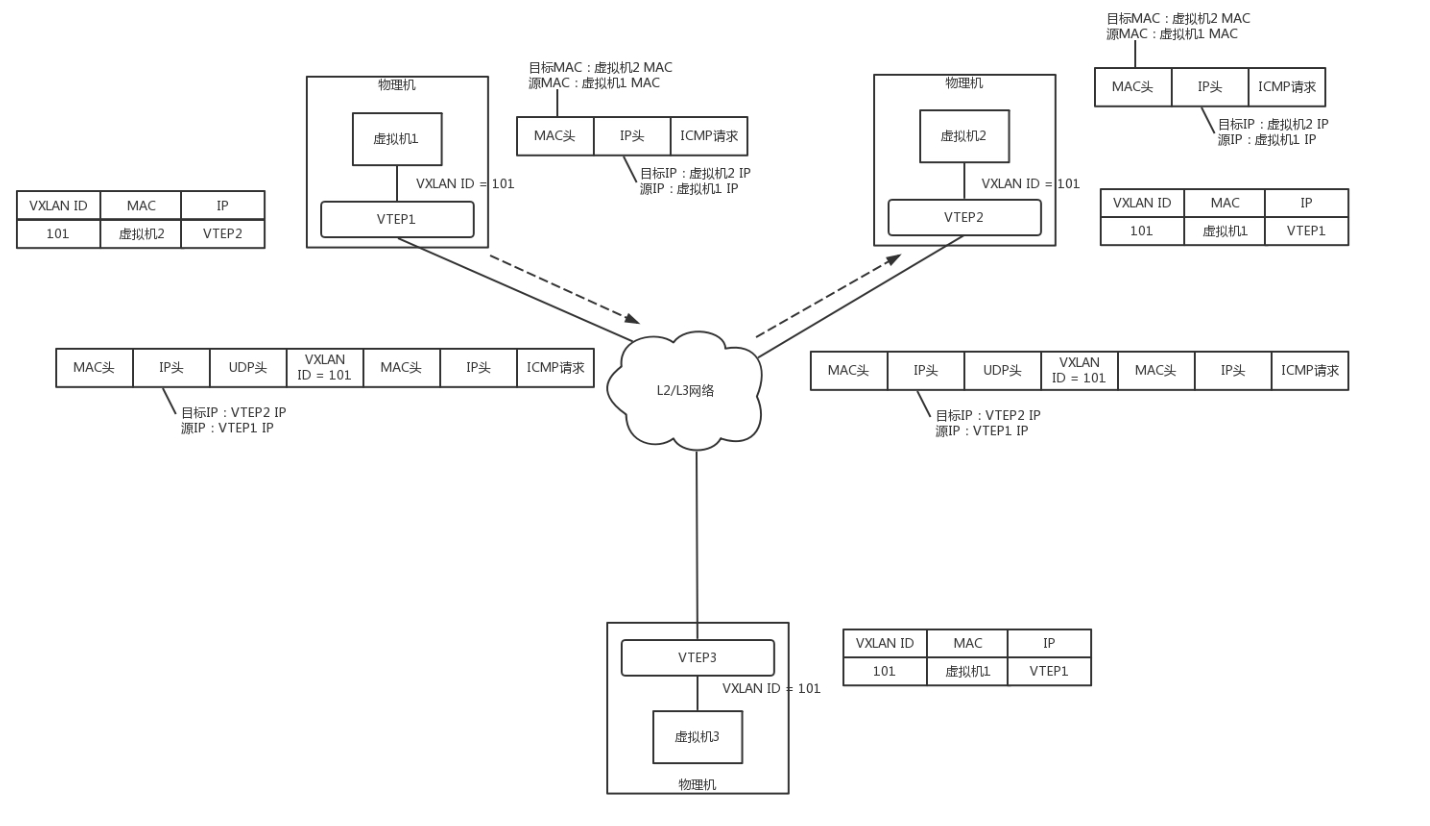 目标MAC：虚拟机2 MAC
源MAC：虚拟机1 MAC
物理机
虚拟机1
VXLAN ID = 101
VTEP1
MAC头 IP头 ICMP请求
目标IP：虚拟机2 IP
源IP：虚拟机1 IP
VXLAN ID MAC IP
101 虚拟机2 VTEP2
目标MAC：虚拟机2 MAC
源MAC：虚拟机1 MAC
物理机
虚拟机2
VXLAN ID = 101
VTEP2
MAC头 IP头 ICMP请求
目标IP：虚拟机2 IP
源IP：虚拟机1 IP
VXLAN ID MAC IP
101 虚拟机1 VTEP1
MAC头 IP头 UDP头 VXLAN
ID = 101 MAC头 IP头 ICMP请求
目标IP：VTEP2 IP
源IP：VTEP1 IP
L2/L3网络
MAC头 IP头 UDP头 VXLAN
ID = 101 MAC头 IP头 ICMP请求
目标IP：VTEP2 IP
源IP：VTEP1 IP
VTEP3
VXLAN ID = 101
虚拟机3
物理机
VXLAN ID MAC IP
101 虚拟机1 VTEP1